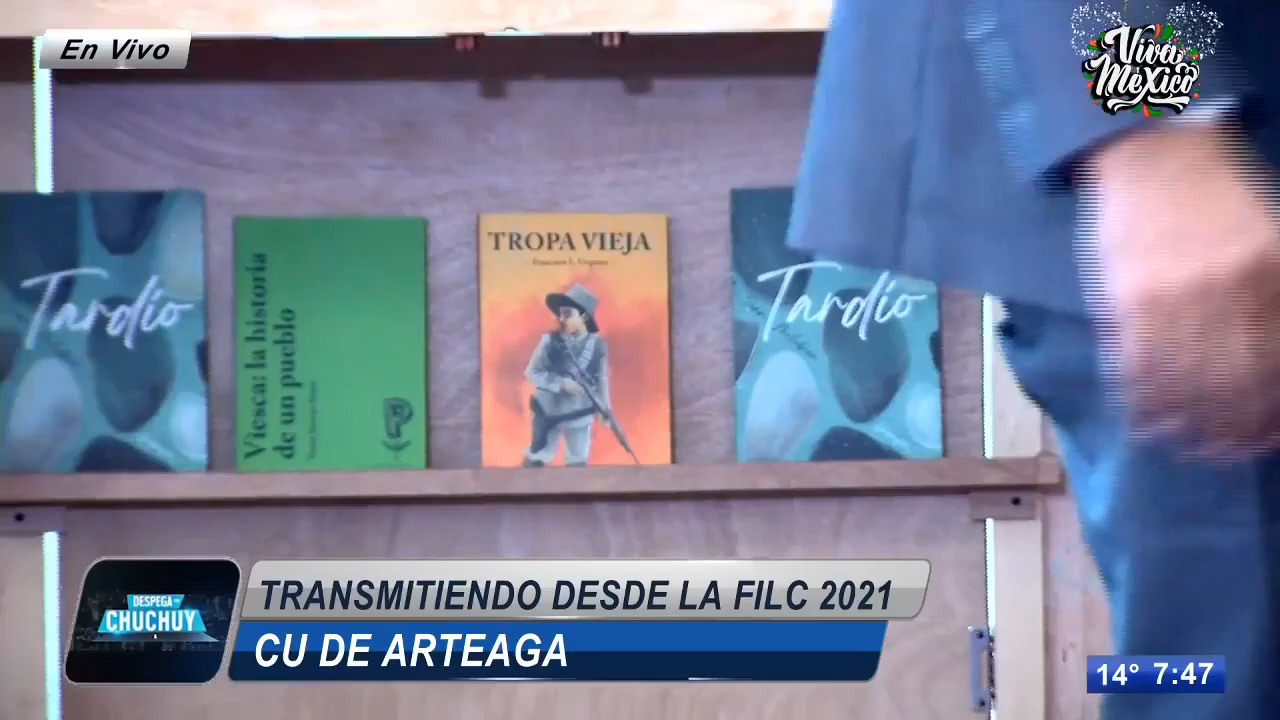 En Vivo
Viva
México
Tardío
Viesca: la historia
de un pueblo
TROPA VIEJA
Tardío
DESPEGA
CHUCHUY
TRANSMITIENDO DESDE LA FILC 2021
CU DE ARTEAGA
14° 7:47